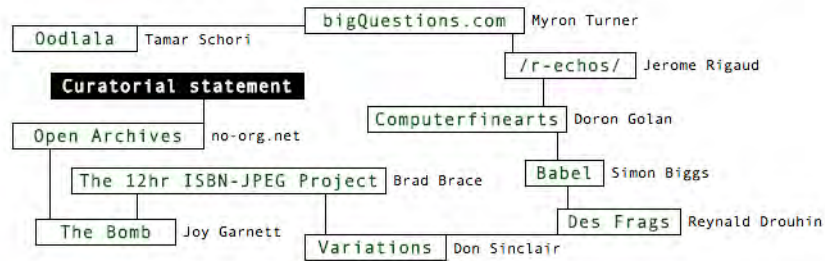 bigQuestions.com Myron Turner
Oodlala Tamar Schori
/r-echos/ Jerome Rigaud
Curatorial statement
Computerfinearts Doron Golan
Open Archives no-org.net
Babel Simon Biggs
The 12hr ISBN-JPEG Project Brad Brace
Des Frags Reynald Drouhin
The Bomb Joy Garnett
Variations Don Sinclair